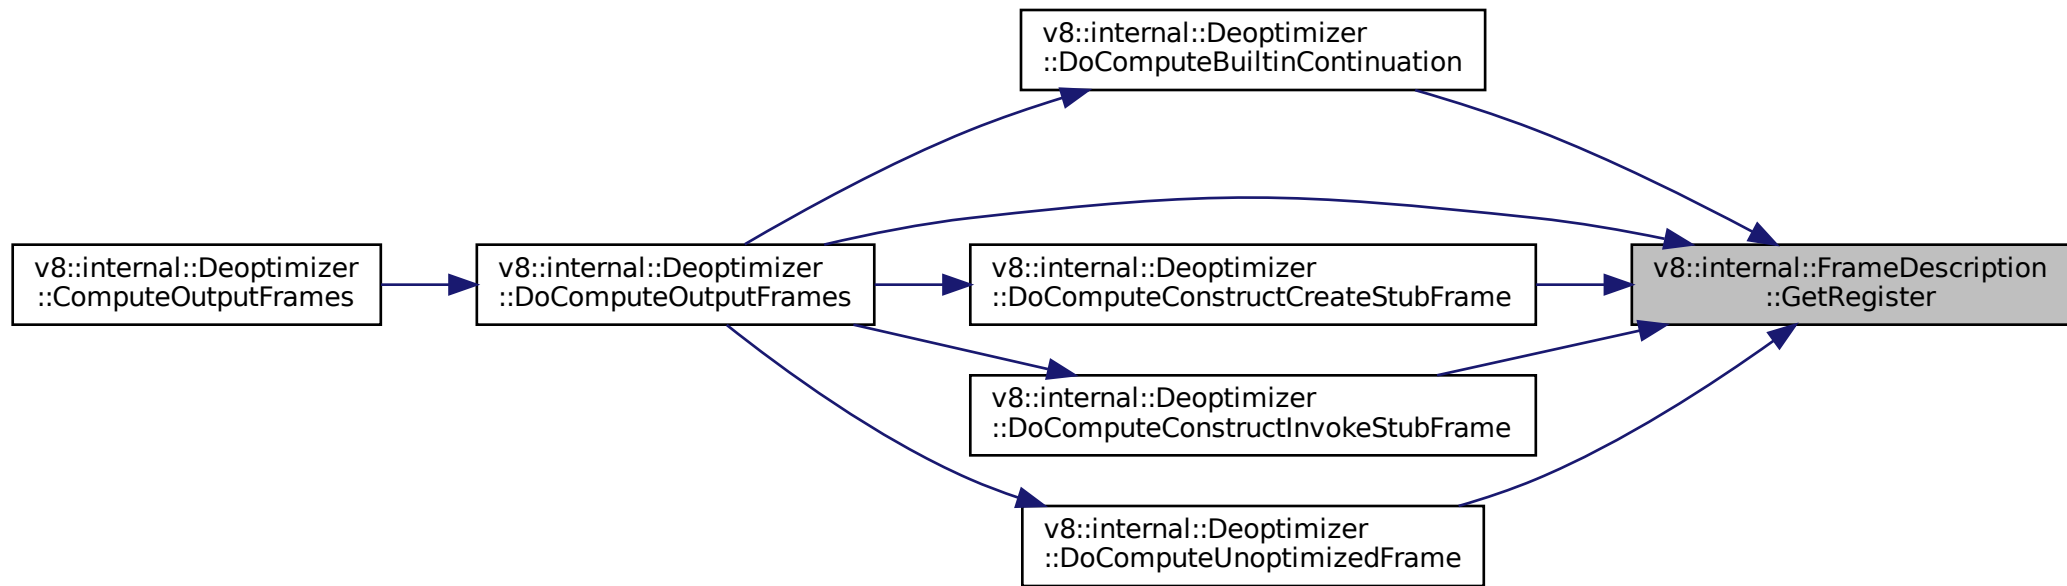 v8::internal::Deoptimizer
::DoComputeBuiltinContinuation
v8::internal::Deoptimizer
::ComputeOutputFrames
v8::internal::Deoptimizer
::DoComputeOutputFrames
v8::internal::Deoptimizer
::DoComputeConstructCreateStubFrame
v8::internal::FrameDescription
::GetRegister
v8::internal::Deoptimizer
::DoComputeConstructInvokeStubFrame
v8::internal::Deoptimizer
::DoComputeUnoptimizedFrame